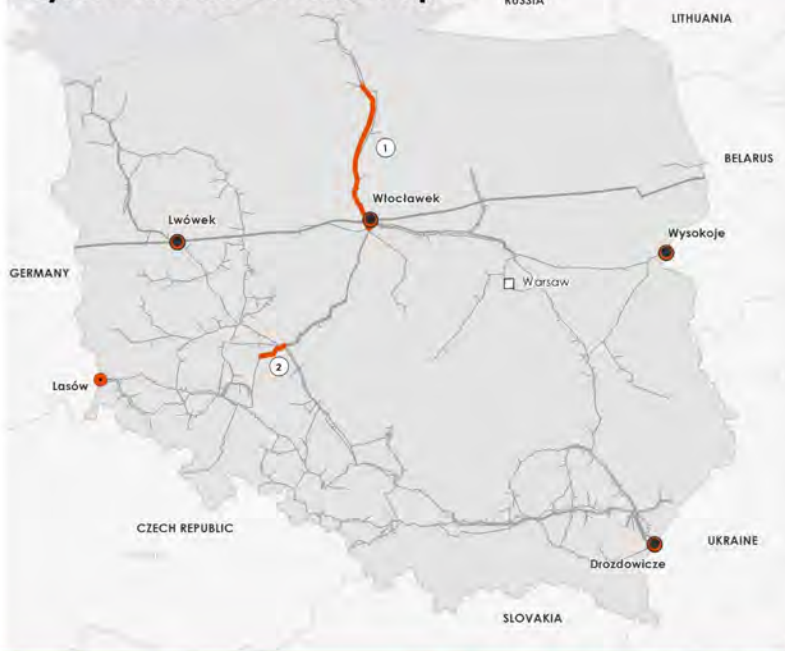 RUSSIA
LITHUANIA
1
BELARUS
Włocławek
Lwówek
Wysokoje
GERMANY
Warsaw
2
Lasów
CZECH REPUBLIC
UKRAINE
Drozdowicze
SLOVAKIA